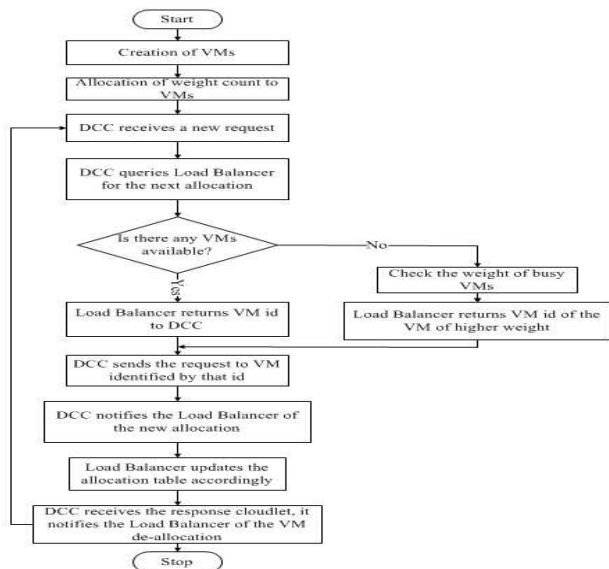 Start
Creation of VMs
Allocation of weight count to
VMs
DCC receives a new request
DCC queries Load Balancer
for the next allocation
Is there any VMs
available?
No
Yes
Check the weight of busy
VMs
Load Balancer returns VM id
to DCC
Load Balancer returns VM id of the
VM of higher weight
DCC sends the request to VM
identified by that id
DCC notifies the Load Balancer of
the new allocation
Load Balancer updates the
allocation table accordingly
DCC receives the response cloudlet, it
notifies the Load Balancer of the VM
de-allocation
Stop